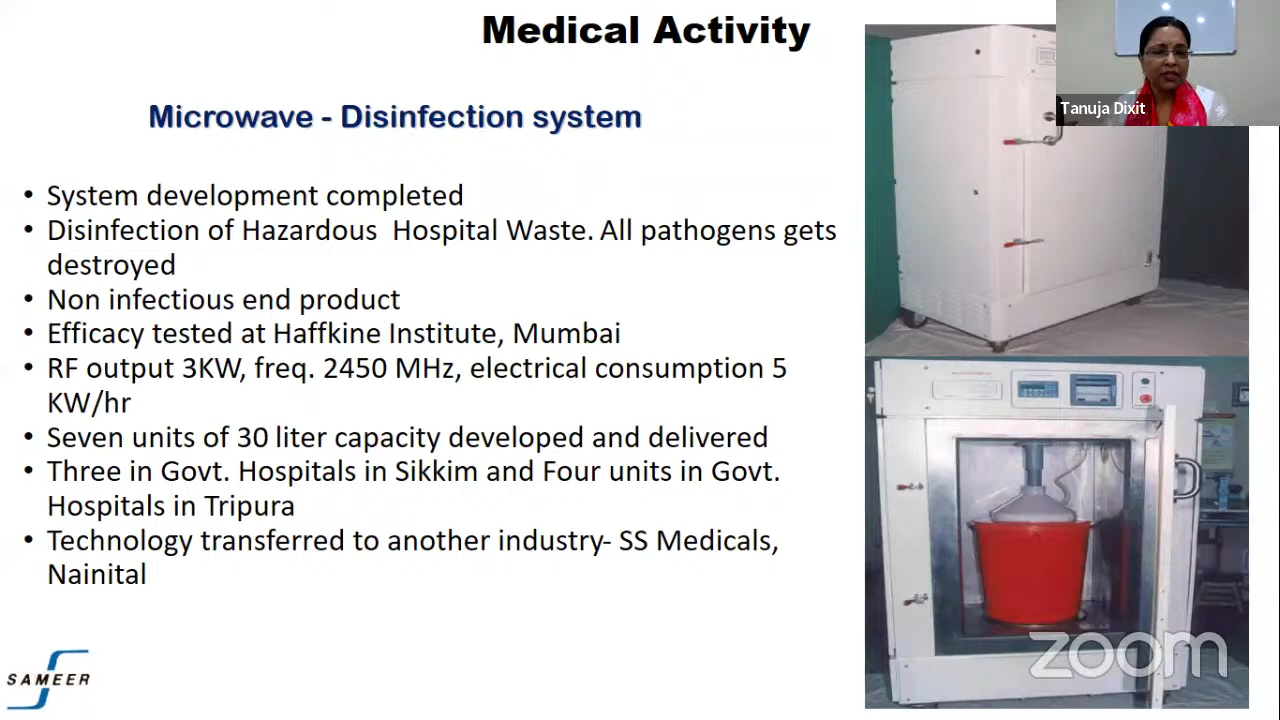 Medical Activity
Tanuja Dixit
Microwave - Disinfection system
• System development completed
• Disinfection of Hazardous Hospital Waste. All pathogens gets
destroyed
• Non infectious end product
• Efficacy tested at Haffkine Institute, Mumbai
• RF output 3KW, freq. 2450 MHz, electrical consumption 5
KW/hr
• Seven units of 30 liter capacity developed and delivered
• Three in Govt. Hospitals in Sikkim and Four units in Govt.
Hospitals in Tripura
• Technology transferred to another industry- SS Medicals,
Nainital
SAMEER
zoom